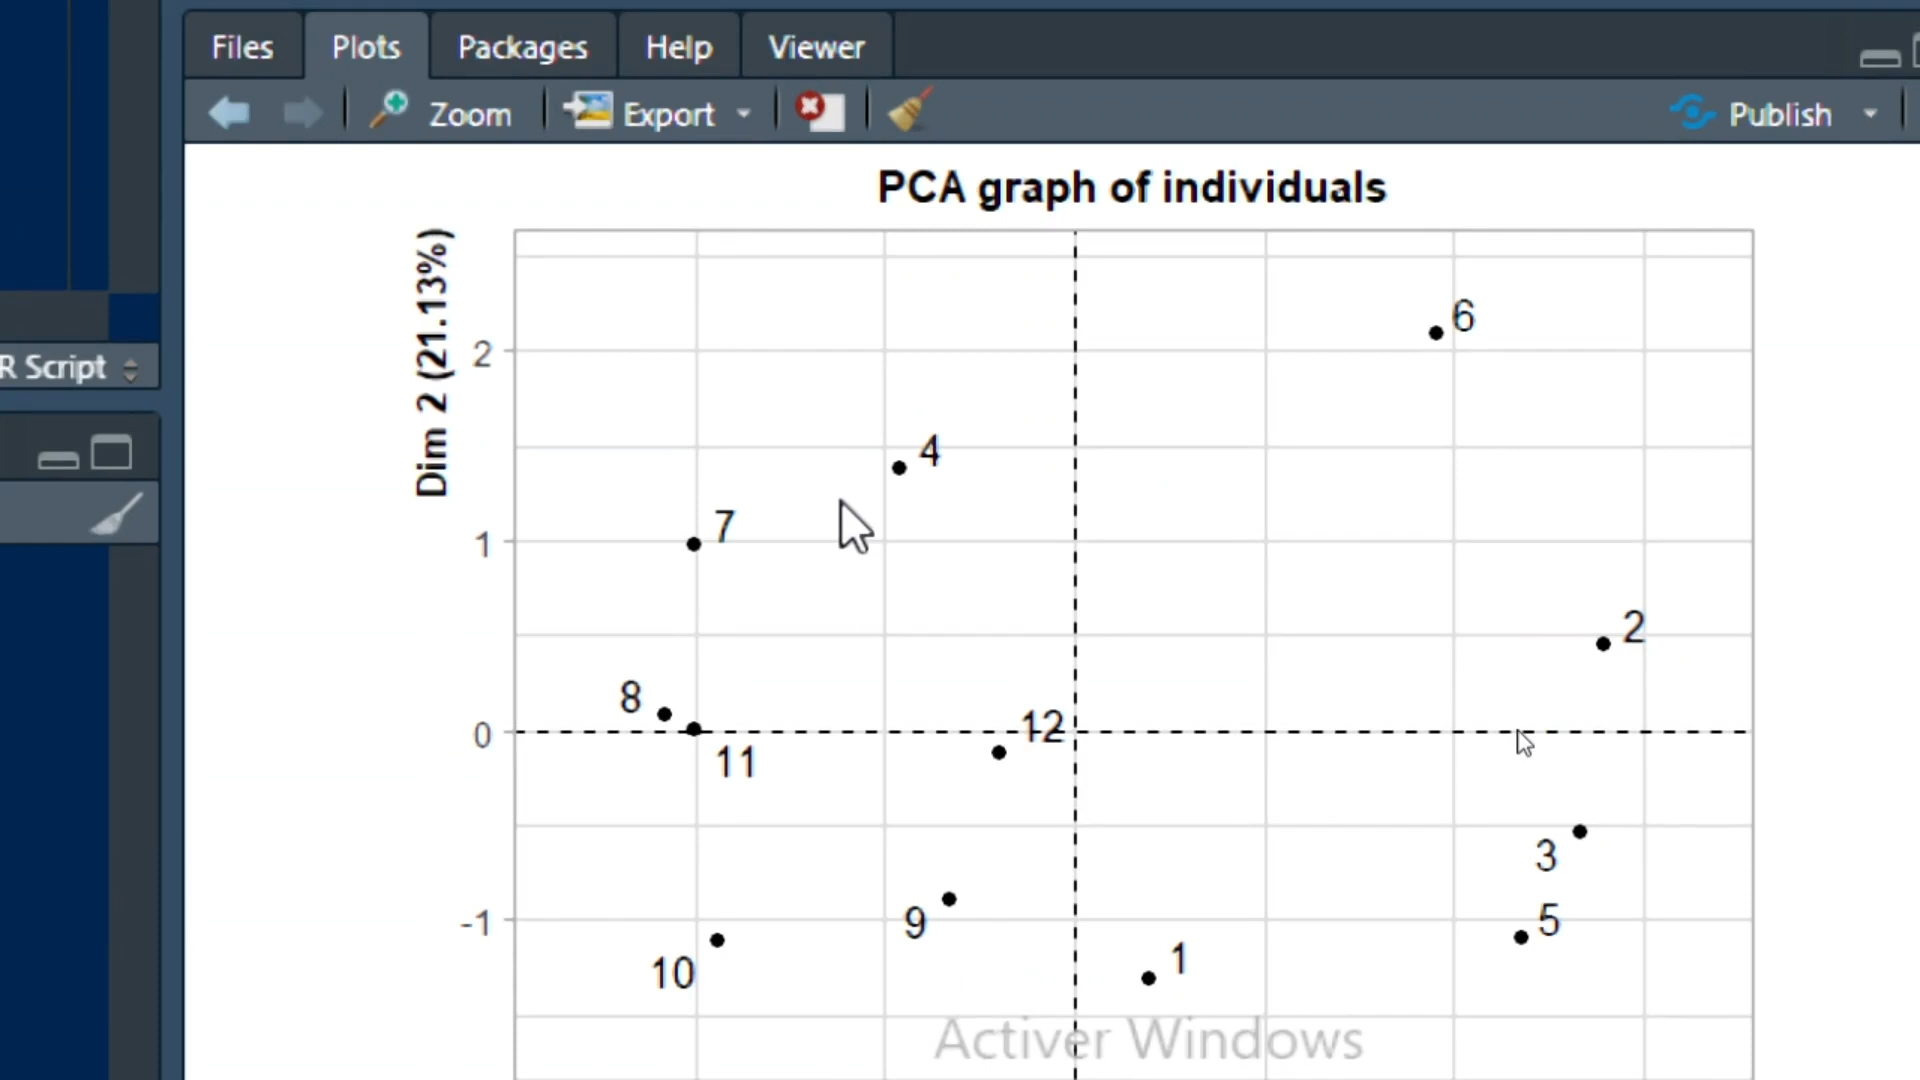 Files Plots Packages Help Viewer
Zoom Export Publish
PCA graph of individuals
Dim 2 (21.13%)
6
2
R Script
4
7
1
2
8
12
0
11
3
9
5
-1
1
10
Activer Windows